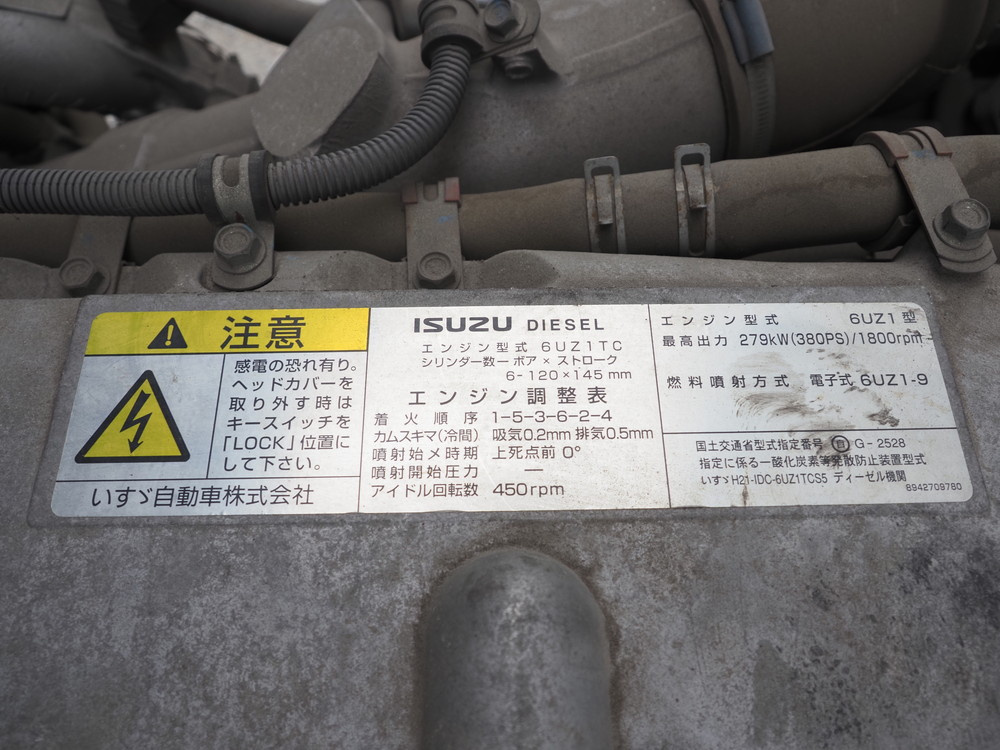 注意
感電の恐れ有り。
ヘッドカバーを
取り外す時は
キースイッチを
「LOCK」位置に
して下さい。
いすゞ自動車株式会社
ISUZU DIESEL
エンジン型式 6UZ1TC
シリンダー数－ボア×ストローク
6-120×145mm
エンジン調整表
着火順序 1-5-3-6-2-4
カムスキマ(冷間) 吸気0.2mm 排気0.5mm
噴射始メ時期 上死点前 0°
噴射開始圧力 —
アイドル回転数 450rpm
エンジン型式 6UZ1型
最高出力 279kW(380PS)/1800rpm
燃料噴射方式 電子式 6UZ1-9
国土交通省型式指定番号 自 G-2528
指定に係る一酸化炭素等発散防止装置型式
いすゞH21-IDC-6UZ1TCS5 ディーゼル機関
8942709780